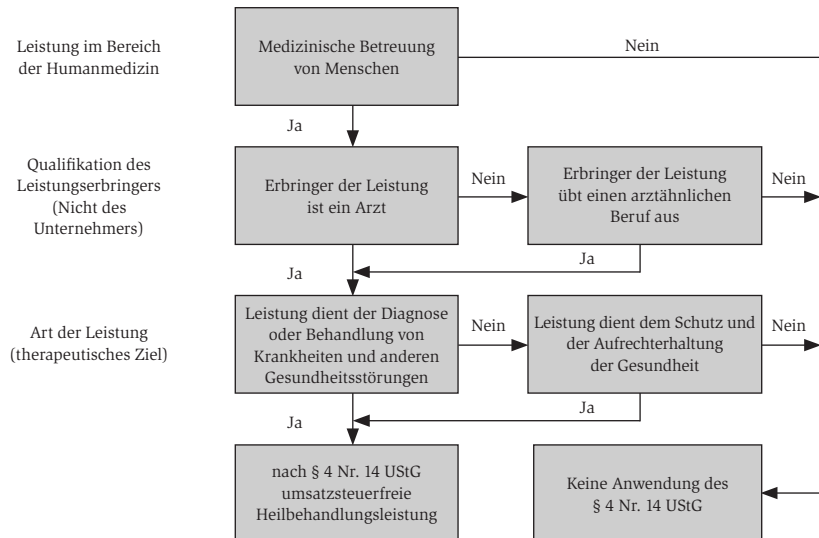 Leistung im Bereich
der Humanmedizin
Medizinische Betreuung
von Menschen
Nein
Ja
Qualifikation des
Leistungserbringers
(Nicht des
Unternehmers)
Erbringer der Leistung
ist ein Arzt
Nein
Erbringer der Leistung
übt einen arztähnlichen
Beruf aus
Nein
Ja
Ja
Art der Leistung
(therapeutisches Ziel)
Leistung dient der Diagnose
oder Behandlung von
Krankheiten und anderen
Gesundheitsstörungen
Nein
Leistung dient dem Schutz und
der Aufrechterhaltung
der Gesundheit
Nein
Ja
Ja
nach § 4 Nr. 14 UStG
umsatzsteuerfreie
Heilbehandlungsleistung
Keine Anwendung des
§ 4 Nr. 14 UStG